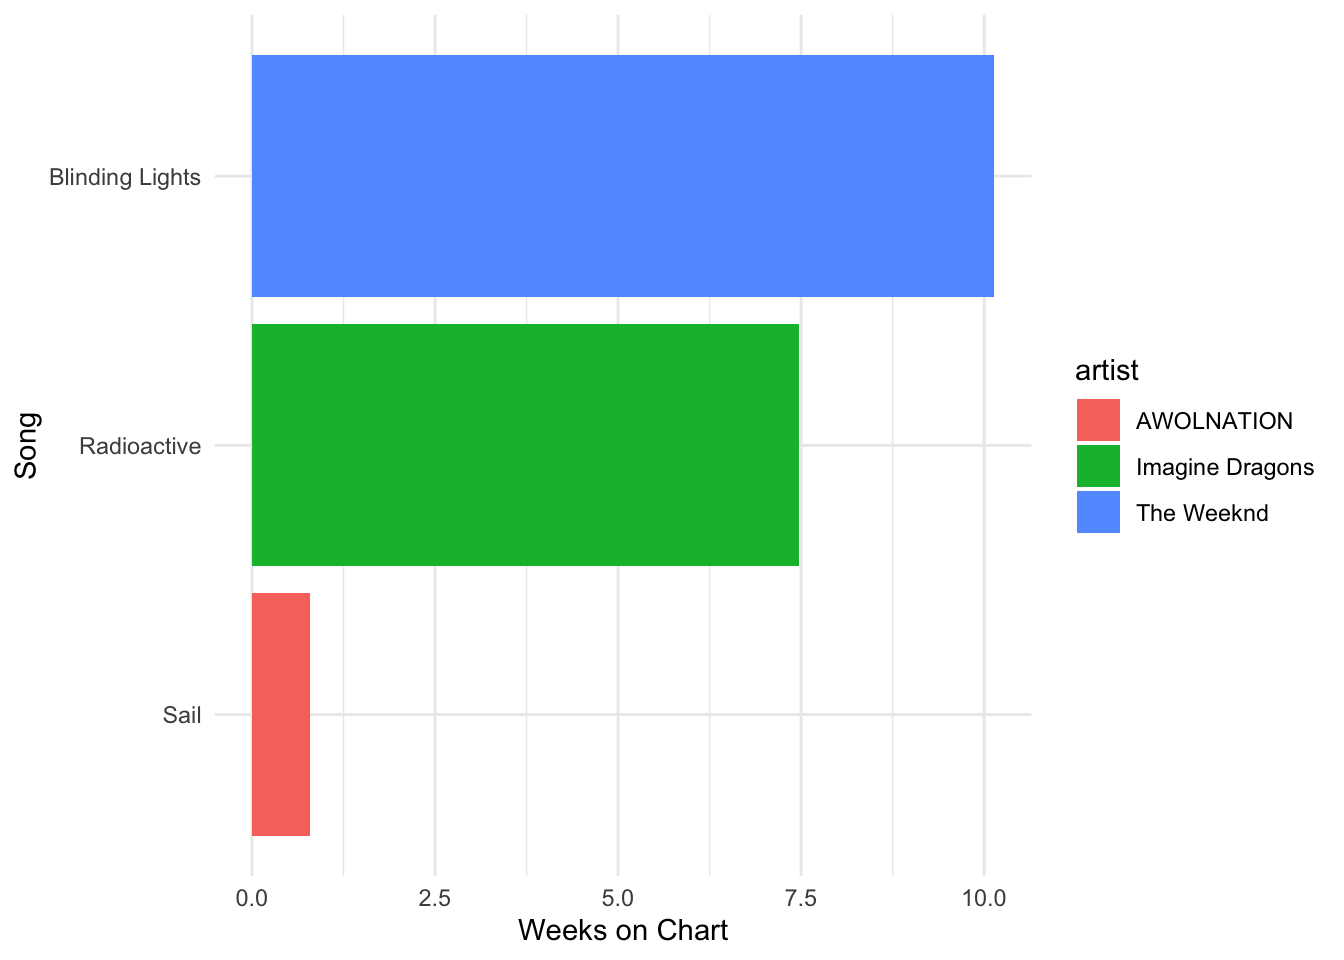 Blinding Lights
Radioactive
Sail
Song
0.0 2.5 5.0 7.5 10.0
Weeks on Chart
artist
AWOLNATION
Imagine Dragons
The Weeknd